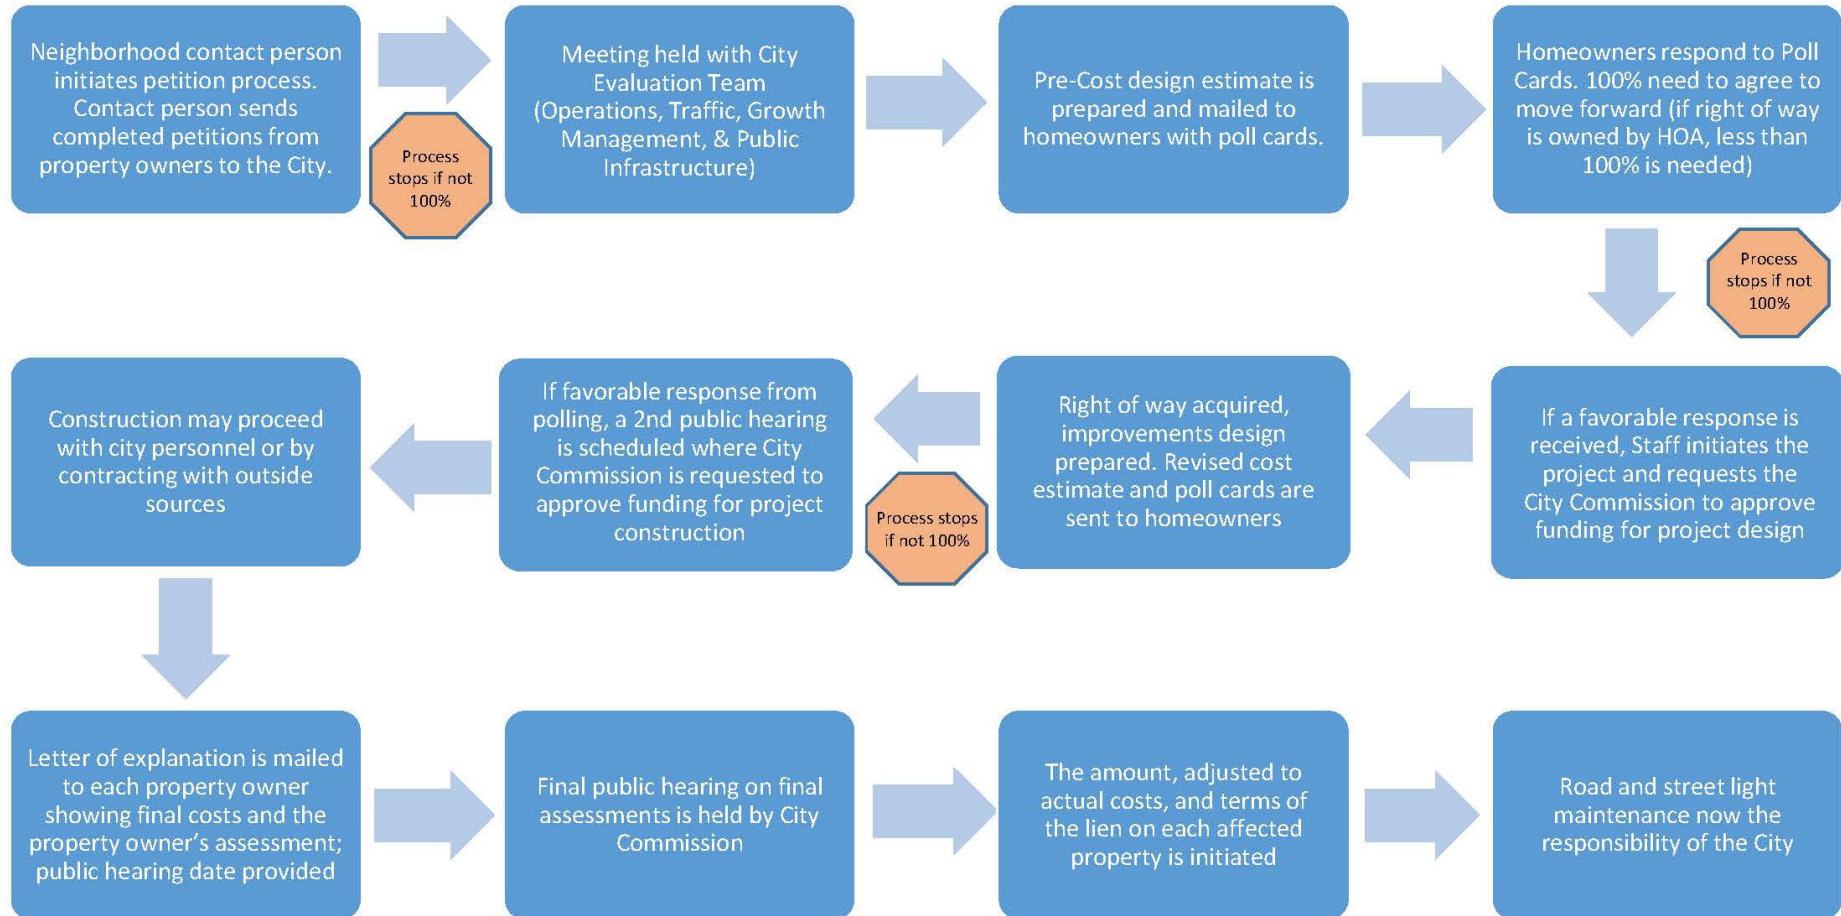 Neighborhood contact person
initiates petition process.
Contact person sends
completed petitions from
property owners to the City.
Process
stops if not
100%
Meeting held with City
Evaluation Team
(Operations, Traffic, Growth
Management, & Public
Infrastructure)
Pre-Cost design estimate is
prepared and mailed to
homeowners with poll cards.
Homeowners respond to Poll
Cards. 100% need to agree to
move forward (if right of way
is owned by HOA, less than
100% is needed)
Process
stops if not
100%
If a favorable response is
received, Staff initiates the
project and requests the
City Commission to approve
funding for project design
Right of way acquired,
improvements design
prepared. Revised cost
estimate and poll cards are
sent to homeowners
Process stops
if not 100%
If favorable response from
polling, a 2nd public hearing
is scheduled where City
Commission is requested to
approve funding for project
construction
Construction may proceed
with city personnel or by
contracting with outside
sources
Letter of explanation is mailed
to each property owner
showing final costs and the
property owner’s assessment;
public hearing date provided
Final public hearing on final
assessments is held by City
Commission
The amount, adjusted to
actual costs, and terms of
the lien on each affected
property is initiated
Road and street light
maintenance now the
responsibility of the City